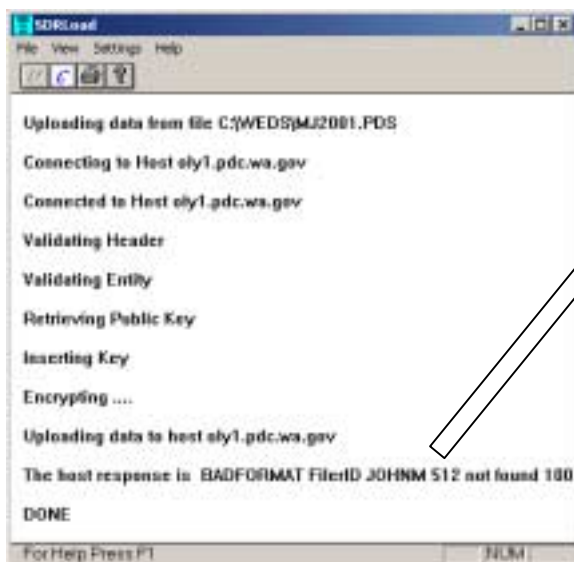 SDRLoad
File View Settings Help
Uploading data from file C:\WEDS\MJ2001.PDS
Connecting to Host oly1.pdc.wa.gov
Connected to Host oly1.pdc.wa.gov
Validating Header
Validating Entity
Retrieving Public Key
Inserting Key
Encrypting ....
Uploading data to host oly1.pdc.wa.gov
The host response is BADFORMAT FilerID JOHNM 512 not found 100
DONE
For Help Press F1 NUM